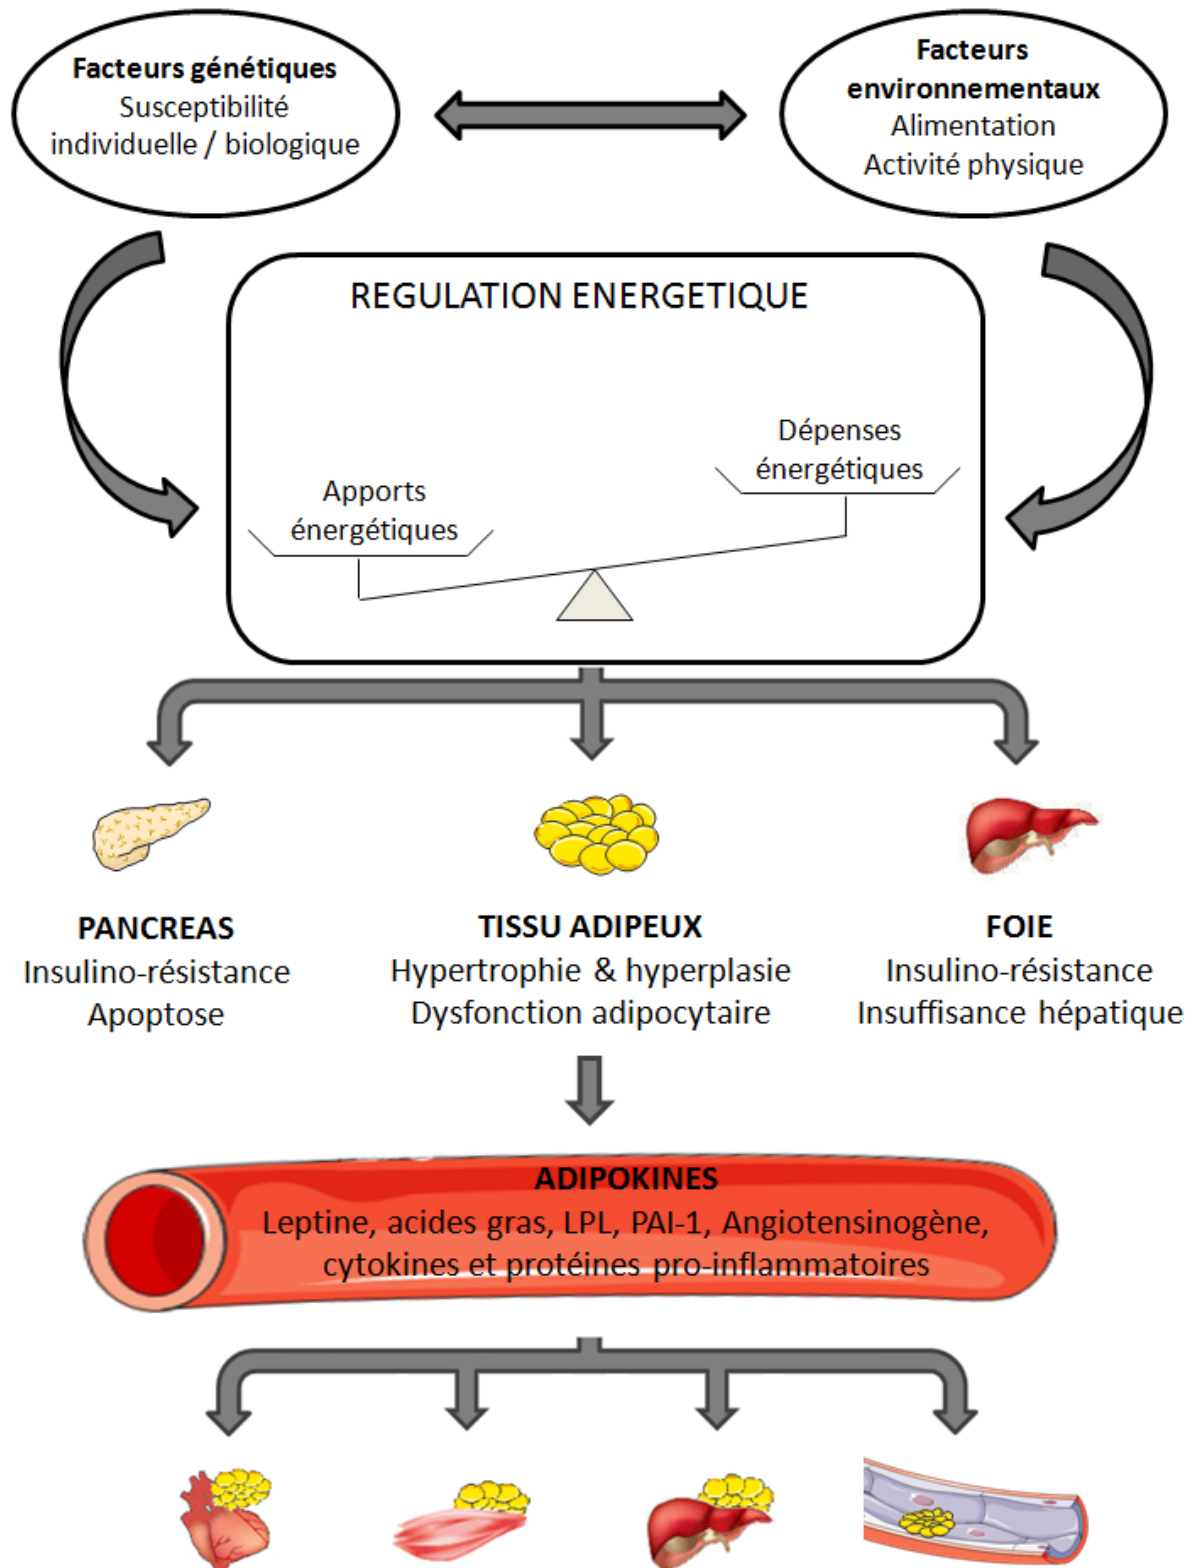 Facteurs génétiques
Susceptibilité
individuelle / biologique
Facteurs
environnementaux
Alimentation
Activité physique
REGULATION ENERGETIQUE
Apports
énergétiques
Dépenses
énergétiques
PANCREAS
Insulino-résistance
Apoptose
TISSU ADIPEUX
Hypertrophie & hyperplasie
Dysfonction adipocytaire
FOIE
Insulino-résistance
Insuffisance hépatique
ADIPOKINES
Leptine, acides gras, LPL, PAI-1, Angiotensinogène,
cytokines et protéines pro-inflammatoires